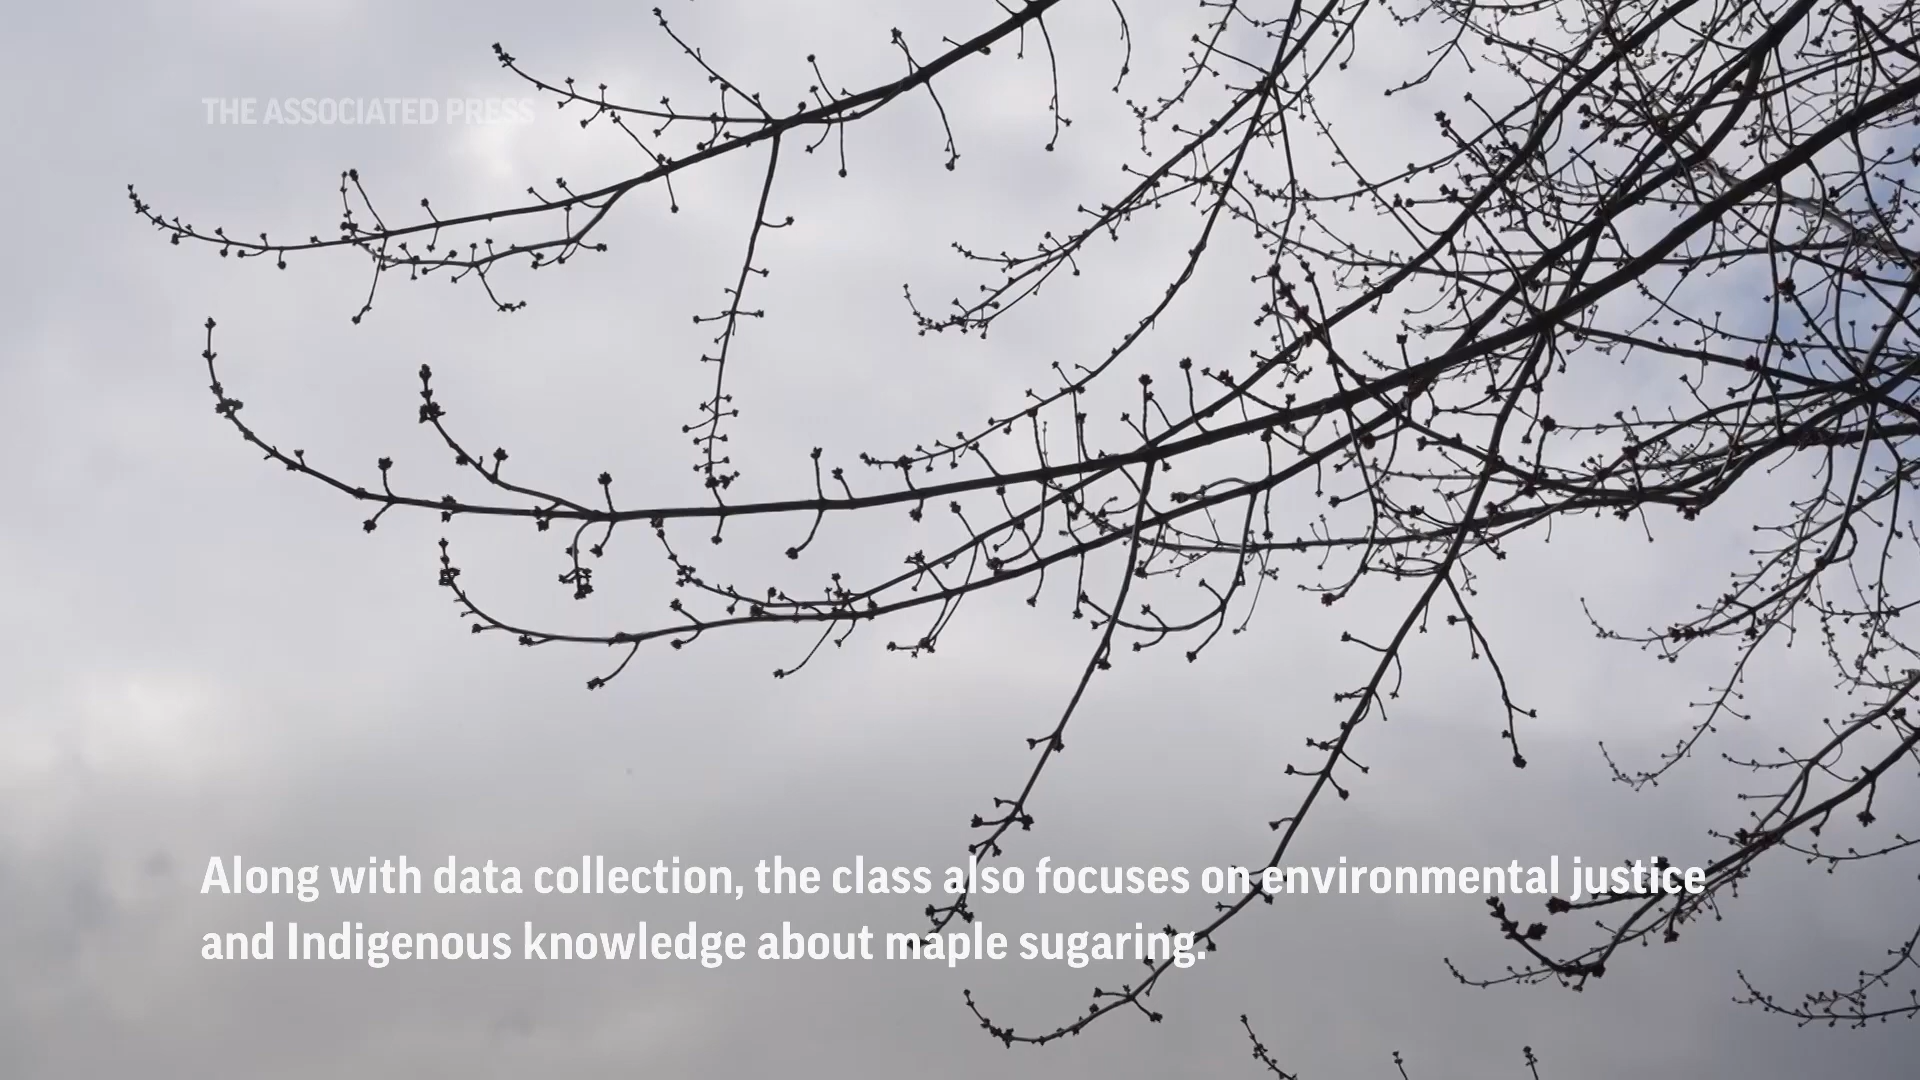 THE ASSOCIATED PRESS
Along with data collection, the class also focuses on environmental justice
and Indigenous knowledge about maple sugaring.